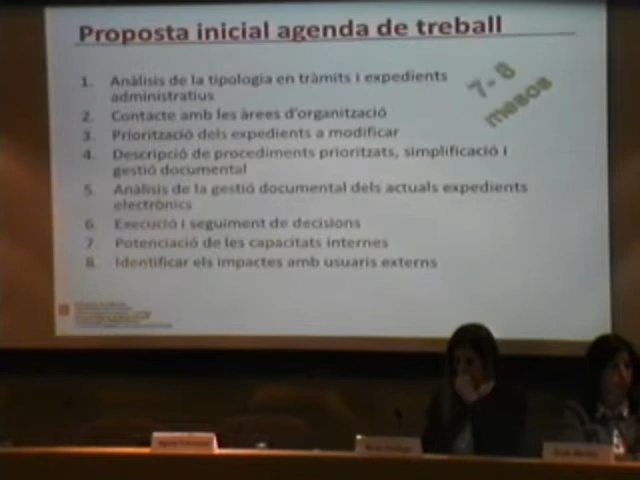 Proposta inicial agenda de treball
7-8
mesos
1. Anàlisis de la tipologia en tràmits i expedients
administratius
2. Contacte amb les àrees d'organització
3. Priorització dels expedients a modificar
4. Descripció de procediments prioritzats, simplificació i
gestió documental
5. Anàlisis de la gestió documental dels actuals expedients
electrònics
6. Execució i seguiment de decisions
7. Potenciació de les capacitats internes
8. Identificar els impactes amb usuaris externs